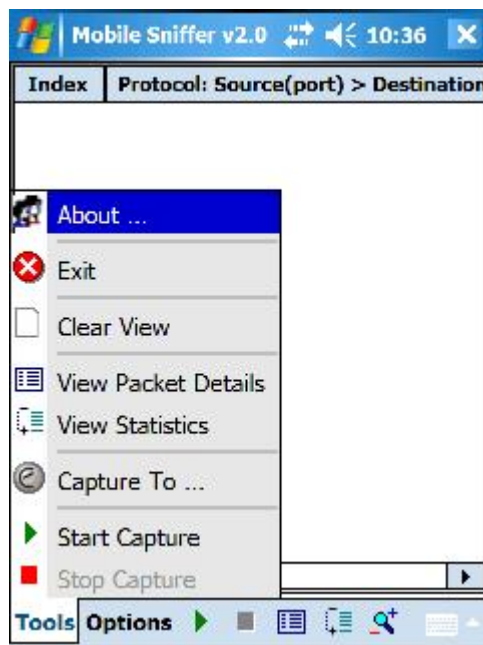 Mobile Sniffer v2.0 10:36
Index Protocol: Source(port) > Destination
About ...
Exit
Clear View
View Packet Details
View Statistics
Capture To ...
Start Capture
Stop Capture
Tools Options